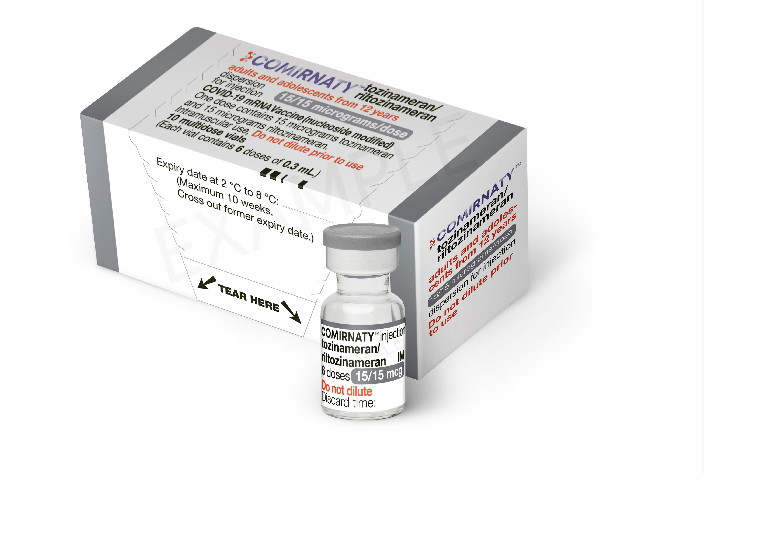 COMIRNATY™
tozinameran/
riltozinameran
adults and adolescents from 12 years
dispersion
for injection
15/15 micrograms/dose
COVID-19 mRNA Vaccine (nucleoside modified)
One dose contains 15 micrograms tozinameran
and 15 micrograms riltozinameran.
intramuscular use. Do not dilute prior to use
10 multidose vials
(Each vial contains 6 doses of 0.3 mL.)
Expiry date at 2 °C to 8 °C:
(Maximum 10 weeks.
Cross out former expiry date.)
TEAR HERE
EXAMPLE
COMIRNATY™
tozinameran/
riltozinameran
adults and adoles-
cents from 12 years
dispersion for injection
Do not dilute prior
to use
COMIRNATY™ injection
tozinameran/
riltozinameran IM
6 doses 15/15 mcg
Do not dilute
Discard time: